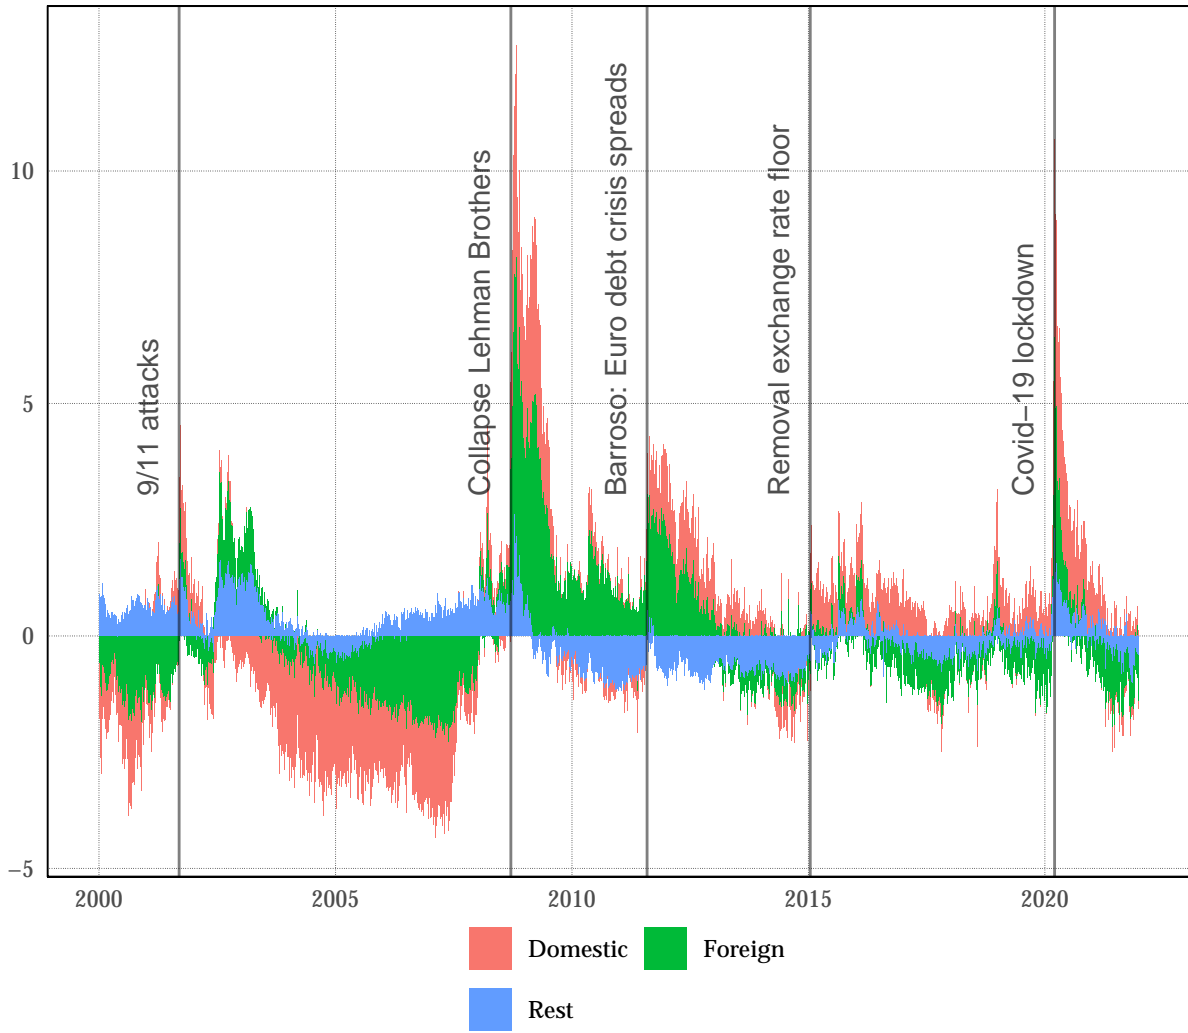 10
5
0
−5
9/11 attacks
Collapse Lehman Brothers
Barroso: Euro debt crisis spreads
Removal exchange rate floor
Covid−19 lockdown
2000 2005 2010 2015 2020
Domestic Foreign
Rest